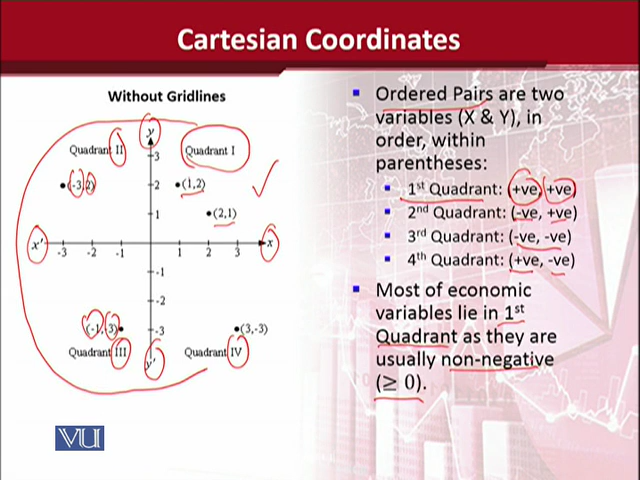 Cartesian Coordinates
Without Gridlines
y
Quadrant II
3
Quadrant I
(-3,2)
2
(1,2)
1
(2,1)
x'
-3
-2
-1
1
2
3
x
-1
-2
(-1,-3)
-3
(3,-3)
Quadrant III
y'
Quadrant IV
VU
Ordered Pairs are two
variables (X & Y), in
order, within
parentheses:
1st Quadrant: (+ve, +ve)
2nd Quadrant: (-ve, +ve)
3rd Quadrant: (-ve, -ve)
4th Quadrant: (+ve, -ve)
Most of economic
variables lie in 1st
Quadrant as they are
usually non-negative
(≥ 0).